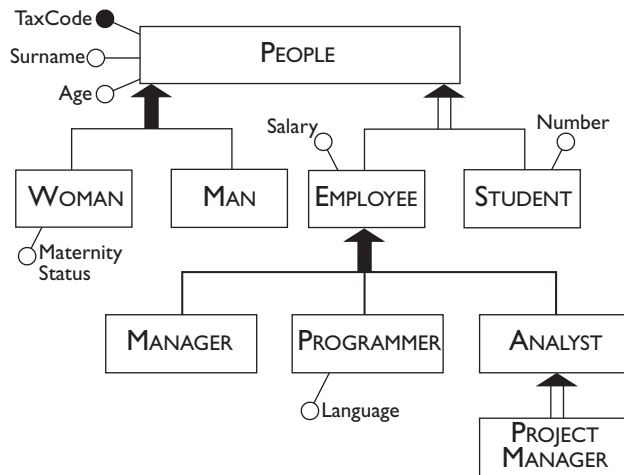 TaxCode
PEOPLE
Surname
Age
Salary
Number
WOMAN
MAN
EMPLOYEE
STUDENT
Maternity
Status
MANAGER
PROGRAMMER
ANALYST
Language
PROJECT
MANAGER